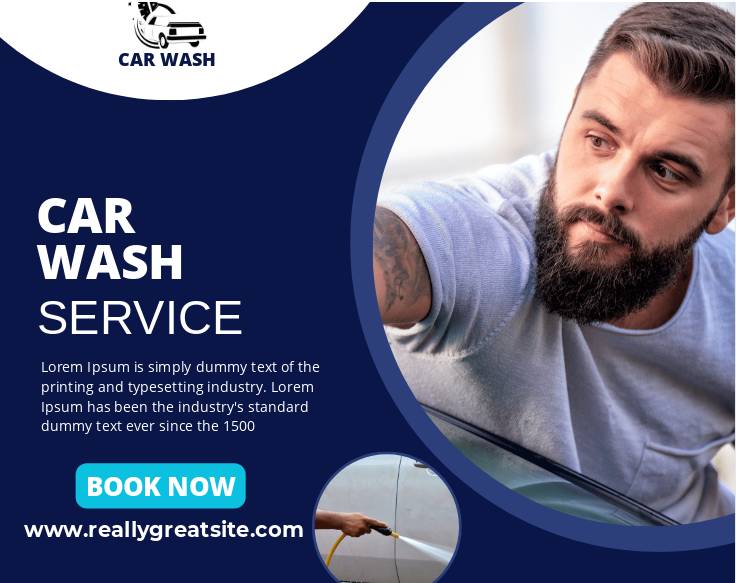 CAR WASH
CAR
WASH
SERVICE
Lorem Ipsum is simply dummy text of the
printing and typesetting industry. Lorem
Ipsum has been the industry's standard
dummy text ever since the 1500
BOOK NOW
www.reallygreatsite.com